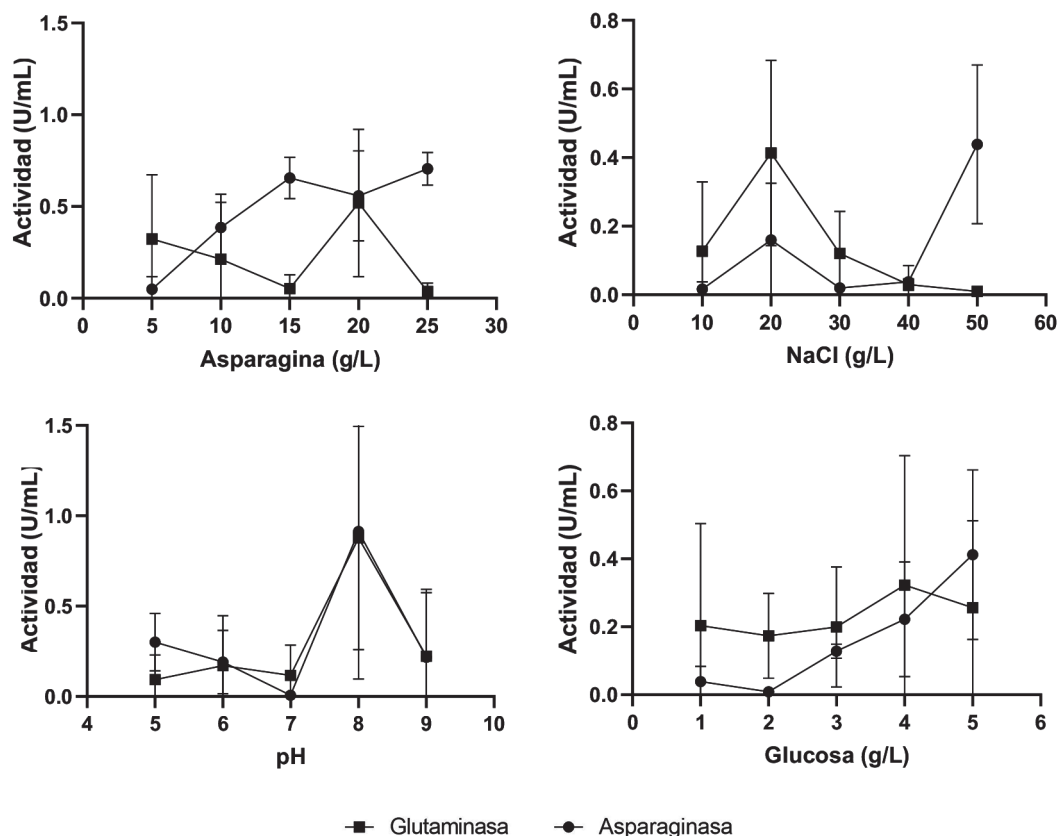 1.5
1.0
0.5
0.0
Actividad (U/mL)
0 5 10 15 20 25 30
Asparagina (g/L)
0.8
0.6
0.4
0.2
0.0
Actividad (U/mL)
0 10 20 30 40 50 60
NaCl (g/L)
1.5
1.0
0.5
0.0
Actividad (U/mL]
4 5 6 7 8 9 10
pH
0.8
0.6
0.4
0.2
0.0
Actividad (U/mL)
0 1 2 3 4 5 6
Glucosa (g/L)
Glutaminasa Asparaginasa